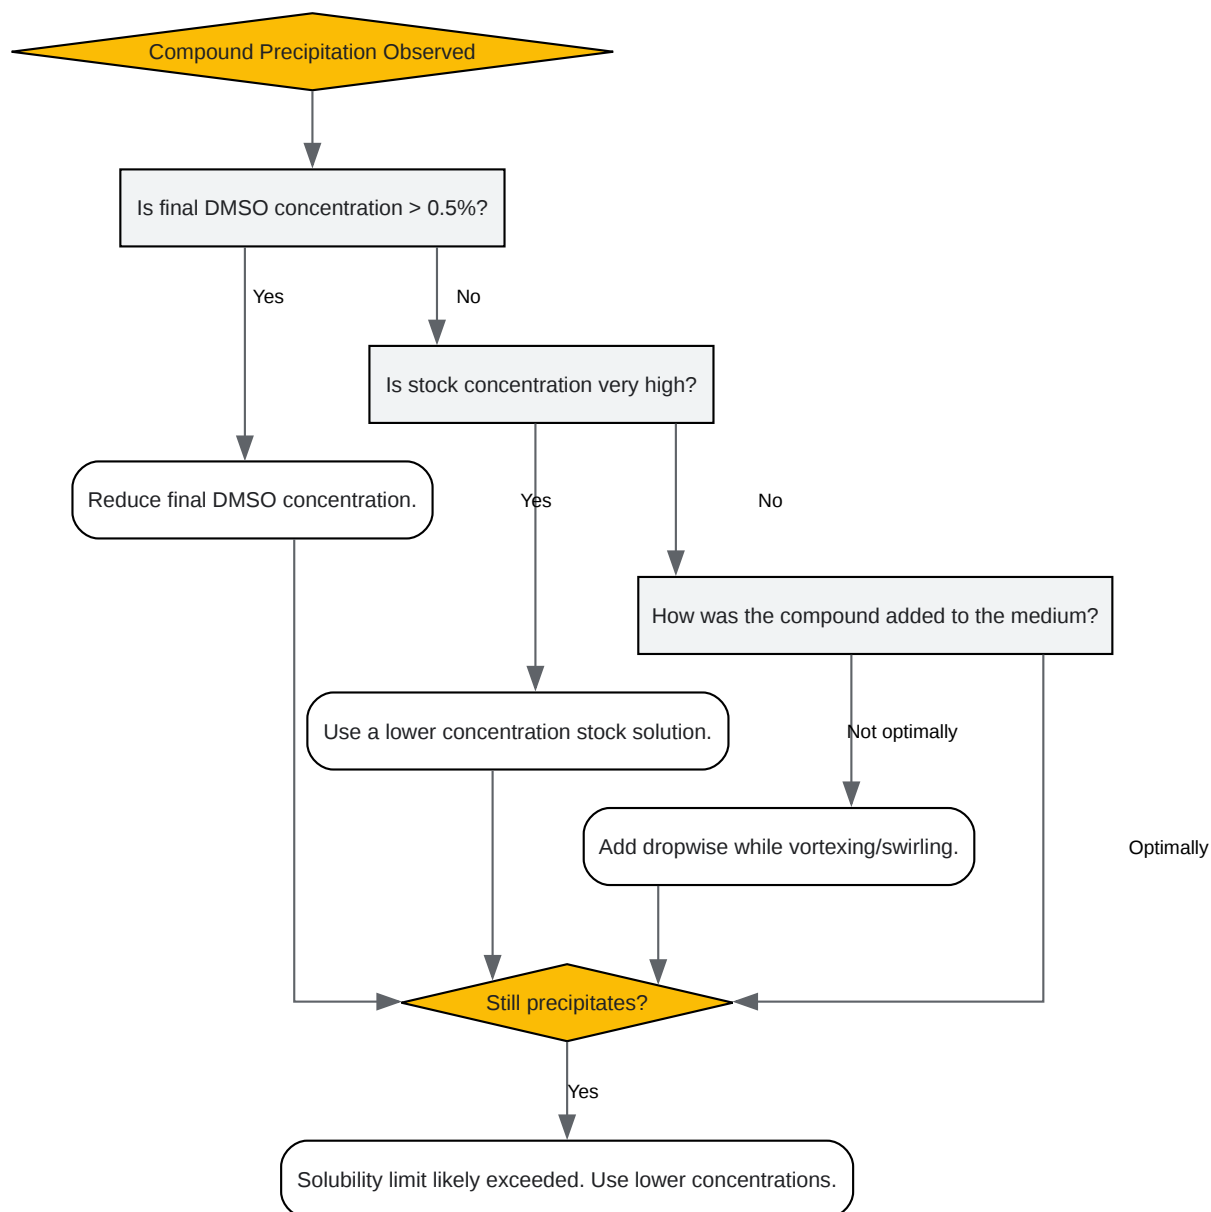 Compound Precipitation Observed
Is final DMSO concentration > 0.5%?
Yes
No
Is stock concentration very high?
Reduce final DMSO concentration.
Yes
No
How was the compound added to the medium?
Use a lower concentration stock solution.
Not optimally
Add dropwise while vortexing/swirling.
Optimally
Still precipitates?
Yes
Solubility limit likely exceeded. Use lower concentrations.